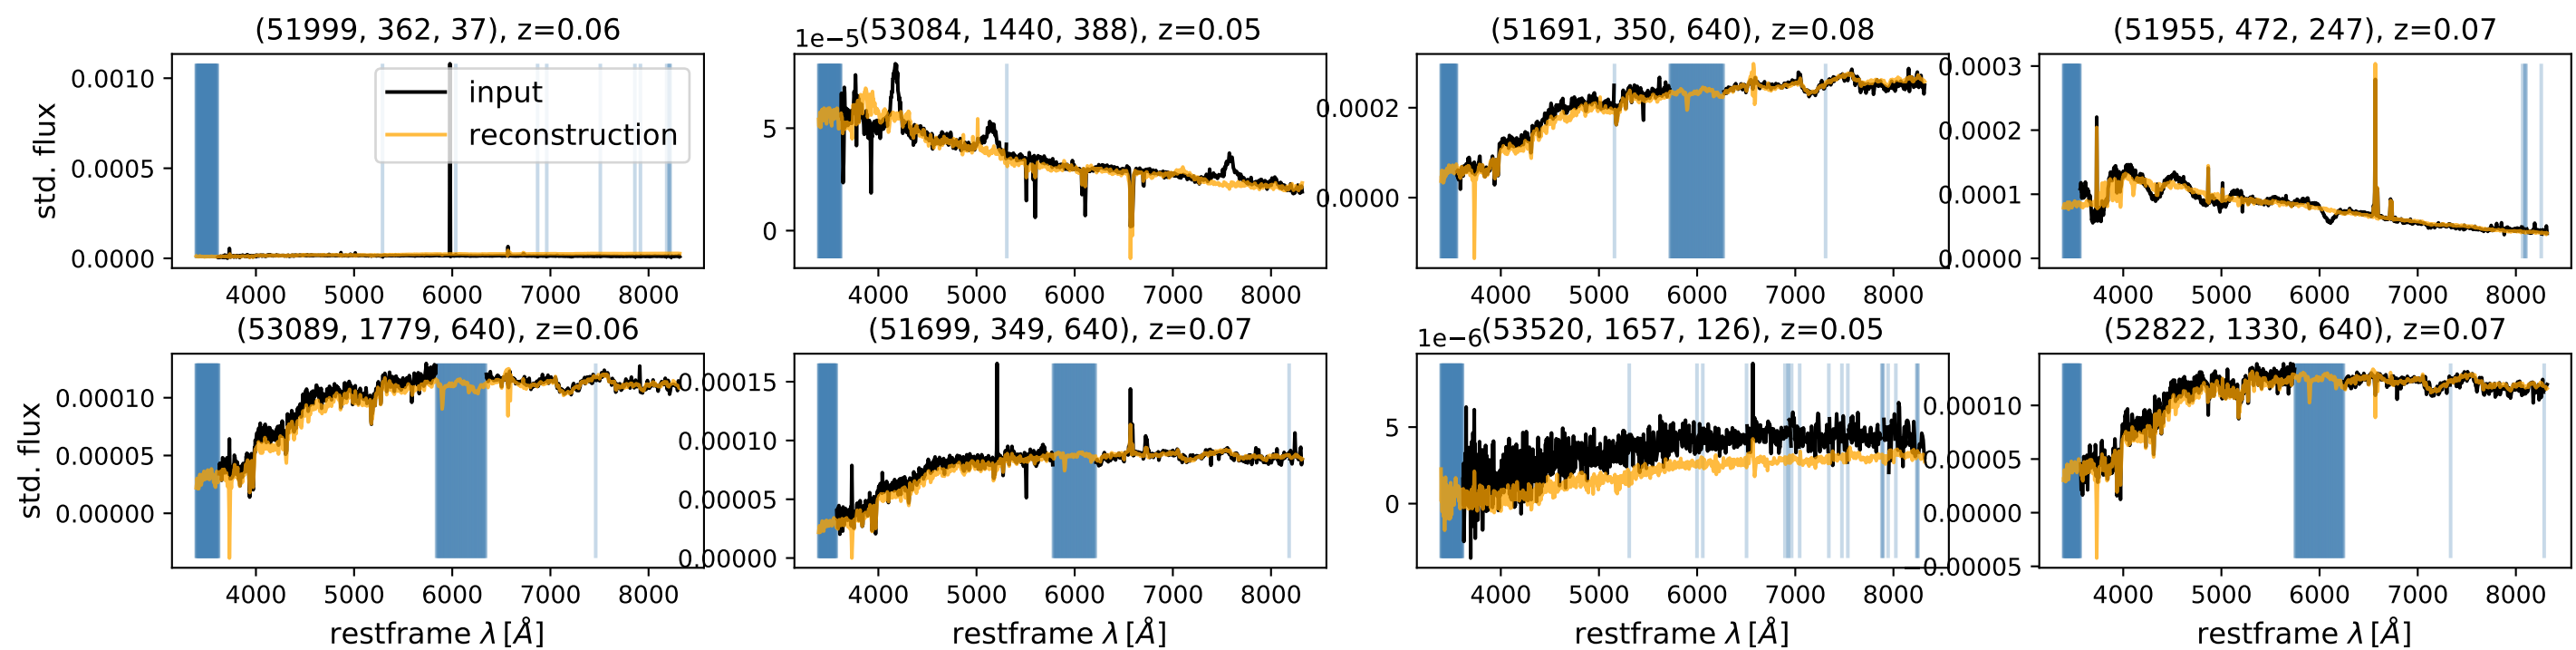 (51999, 362, 37), z=0.06
1e−5 (53084, 1440, 388), z=0.05
(51691, 350, 640), z=0.08
(51955, 472, 247), z=0.07
std. flux
0.0010
0.0005
0.0000
input
reconstruction
4000 5000 6000 7000 8000
5
0
4000 5000 6000 7000 8000
0.0002
0.0000
4000 5000 6000 7000 8000
0.0003
0.0002
0.0001
0.0000
4000 5000 6000 7000 8000
(53089, 1779, 640), z=0.06
(51699, 349, 640), z=0.07
1e−6 (53520, 1657, 126), z=0.05
(52822, 1330, 640), z=0.07
std. flux
0.00010
0.00005
0.00000
4000 5000 6000 7000 8000
restframe λ [Å]
0.00015
0.00010
0.00005
0.00000
4000 5000 6000 7000 8000
restframe λ [Å]
5
0
4000 5000 6000 7000 8000
restframe λ [Å]
0.00010
0.00005
0.00000
−0.00005
4000 5000 6000 7000 8000
restframe λ [Å]